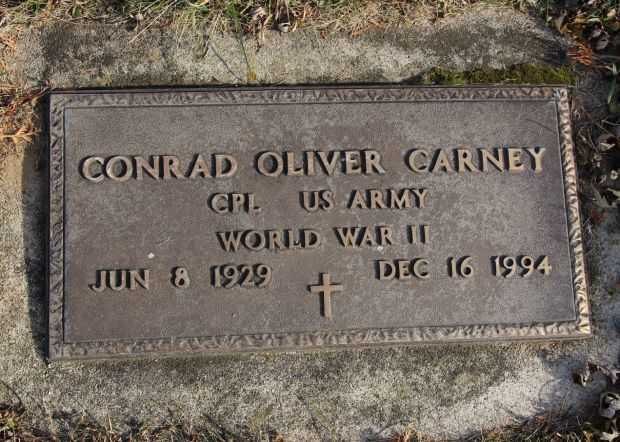 CONRAD OLIVER CARNEY
CPL US ARMY
WORLD WAR II
JUN 8 1929 DEC 16 1994